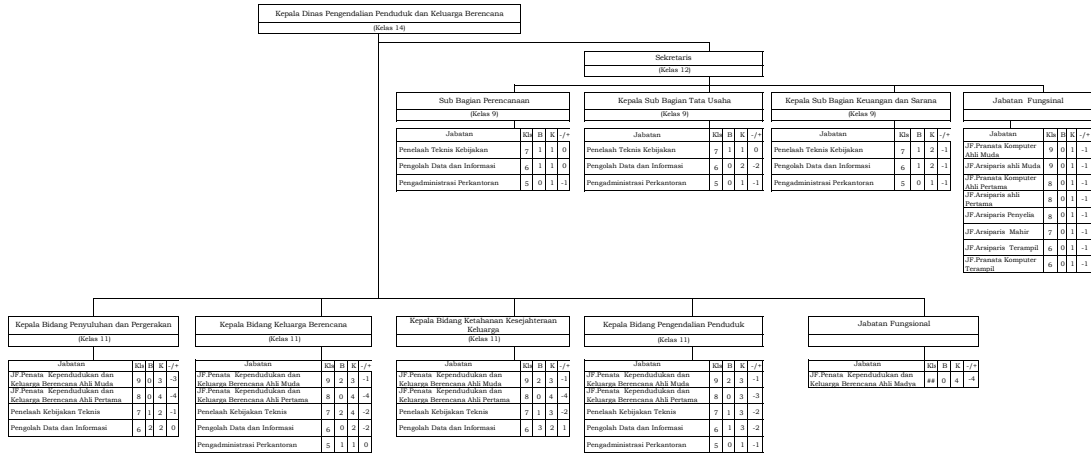 Kepala Dinas Pengendalian Penduduk dan Keluarga Berencana
(Kelas 14)
Sekretaris
(Kelas 12)
Sub Bagian Perencanaan
(Kelas 9)
Jabatan Kls B K -/+
Penelaah Teknis Kebijakan 7 1 1 0
Pengolah Data dan Informasi 6 1 1 0
Pengadministrasi Perkantoran 5 0 1 -1
Kepala Sub Bagian Tata Usaha
(Kelas 9)
Jabatan Kls B K -/+
Penelaah Teknis Kebijakan 7 1 1 0
Pengolah Data dan Informasi 6 0 2 -2
Pengadministrasi Perkantoran 5 0 1 -1
Kepala Sub Bagian Keuangan dan Sarana
(Kelas 9)
Jabatan Kls B K -/+
Penelaah Teknis Kebijakan 7 1 2 -1
Pengolah Data dan Informasi 6 1 2 -1
Pengadministrasi Perkantoran 5 0 1 -1
Jabatan Fungsinal
Jabatan Kls B K -/+
JF.Pranata Komputer
Ahli Muda 9 0 1 -1
JF.Arsiparis ahli Muda 9 0 1 -1
JF.Pranata Komputer
Ahli Pertama 8 0 1 -1
JF.Arsiparis ahli
Pertama 8 0 1 -1
JF.Arsiparis Penyelia 8 0 1 -1
JF.Arsiparis Mahir 7 0 1 -1
JF.Arsiparis Terampil 6 0 1 -1
JF.Pranata Komputer
Terampil 6 0 1 -1
Kepala Bidang Penyuluhan dan Pergerakan
(Kelas 11)
Jabatan Kls B K -/+
JF.Penata Kependudukan dan
Keluarga Berencana Ahli Muda 9 0 3 -3
JF.Penata Kependudukan dan
Keluarga Berencana Ahli Pertama 8 0 4 -4
Penelaah Kebijakan Teknis 7 1 2 -1
Pengolah Data dan Informasi 6 2 2 0
Kepala Bidang Keluarga Berencana
(Kelas 11)
Jabatan Kls B K -/+
JF.Penata Kependudukan dan
Keluarga Berencana Ahli Muda 9 2 3 -1
JF.Penata Kependudukan dan
Keluarga Berencana Ahli Pertama 8 0 4 -4
Penelaah Kebijakan Teknis 7 2 4 -2
Pengolah Data dan Informasi 6 0 2 -2
Pengadministrasi Perkantoran 5 1 1 0
Kepala Bidang Ketahanan Kesejahteraan
Keluarga
(Kelas 11)
Jabatan Kls B K -/+
JF.Penata Kependudukan dan
Keluarga Berencana Ahli Muda 9 2 3 -1
JF.Penata Kependudukan dan
Keluarga Berencana Ahli Pertama 8 0 4 -4
Penelaah Kebijakan Teknis 7 1 3 -2
Pengolah Data dan Informasi 6 3 2 1
Kepala Bidang Pengendalian Penduduk
(Kelas 11)
Jabatan Kls B K -/+
JF.Penata Kependudukan dan
Keluarga Berencana Ahli Muda 9 2 3 -1
JF.Penata Kependudukan dan
Keluarga Berencana Ahli Pertama 8 0 3 -3
Penelaah Kebijakan Teknis 7 1 3 -2
Pengolah Data dan Informasi 6 1 3 -2
Pengadministrasi Perkantoran 5 0 1 -1
Jabatan Fungsional
Jabatan Kls B K -/+
JF.Penata Kependudukan dan
Keluarga Berencana Ahli Madya ## 0 4 -4